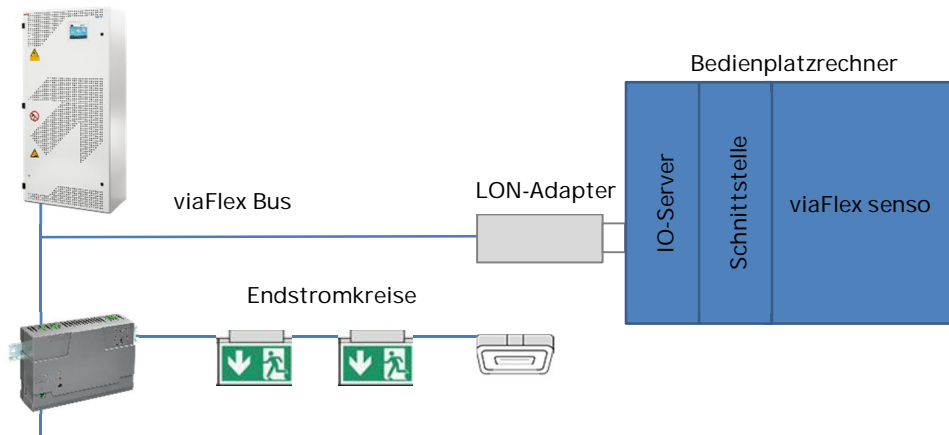 Bedienplatzrechner
LON-Adapter
viaFlex Bus
IO-Server
Schnittstelle
viaFlex senso
Endstromkreise